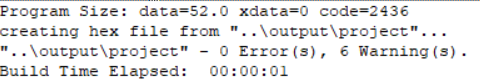 Program Size: data=52.0 xdata=0 code=2436
creating hex file from "..\output\project"...
"..\output\project" - 0 Error(s), 6 Warning(s).
Build Time Elapsed:  00:00:01